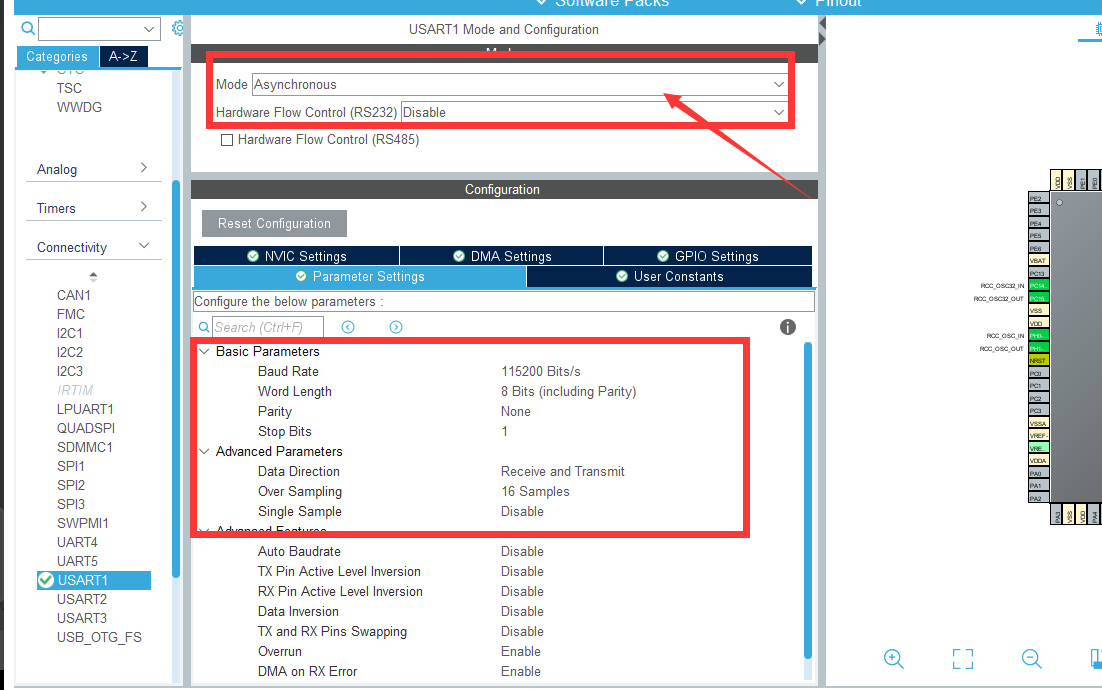 Software Packs
Pinout
USART1 Mode and Configuration
Categories
A->Z
Mode
TSC
WWDG
Analog
Timers
Connectivity
CAN1
FMC
I2C1
I2C2
I2C3
IRTIM
LPUART1
QUADSPI
SDMMC1
SPI1
SPI2
SPI3
SWPMI1
UART4
UART5
USART1
USART2
USART3
USB_OTG_FS
Mode Asynchronous
Hardware Flow Control (RS232) Disable
Hardware Flow Control (RS485)
Configuration
Reset Configuration
NVIC Settings
DMA Settings
GPIO Settings
Parameter Settings
User Constants
Configure the below parameters :
Search (Ctrl+F)
Basic Parameters
Baud Rate 115200 Bits/s
Word Length 8 Bits (including Parity)
Parity None
Stop Bits 1
Advanced Parameters
Data Direction Receive and Transmit
Over Sampling 16 Samples
Single Sample Disable
Advanced Features
Auto Baudrate Disable
TX Pin Active Level Inversion Disable
RX Pin Active Level Inversion Disable
Data Inversion Disable
TX and RX Pins Swapping Disable
Overrun Enable
DMA on RX Error Enable
VDD
VSS
PE1
PE0
PE2
PE3
PE4
PE5
PE6
VBAT
PC13
RCC_OSC32_IN PC14
RCC_OSC32_OUT PC15
VSS
VDD
RCC_OSC_IN PH0-
RCC_OSC_OUT PH1-
NRST
PC0
PC1
PC2
PC3
VSSA
VREF-
VRE
VDDA
PA0
PA1
PA2
PA3
VSS
VDD
PA4